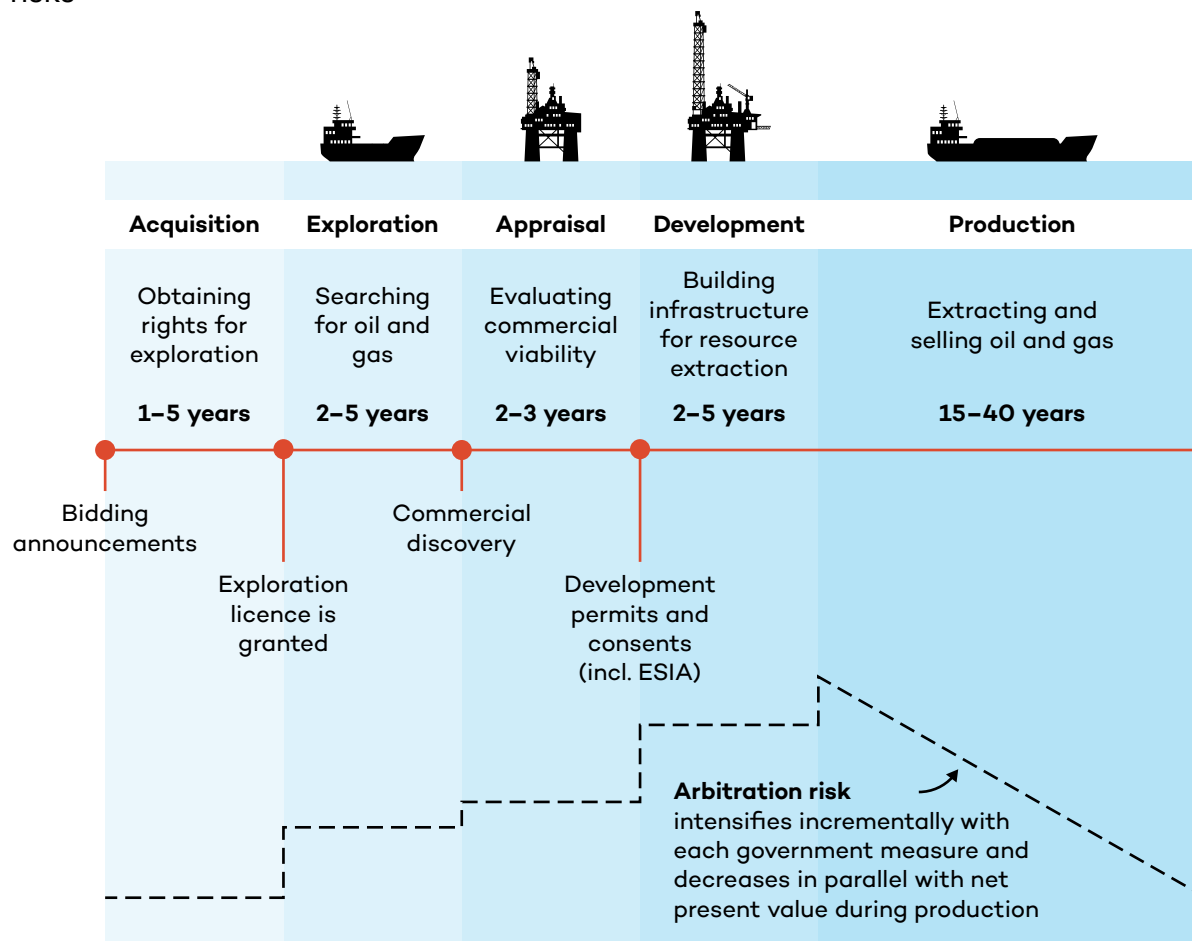 Acquisition
Exploration
Appraisal
Development
Production
Obtaining
rights for
exploration
Searching
for oil and
gas
Evaluating
commercial
viability
Building
infrastructure
for resource
extraction
Extracting and
selling oil and gas
1–5 years
2–5 years
2–3 years
2–5 years
15–40 years
Bidding
announcements
Exploration
licence is
granted
Commercial
discovery
Development
permits and
consents
(incl. ESIA)
Arbitration risk
intensifies incrementally with
each government measure and
decreases in parallel with net
present value during production